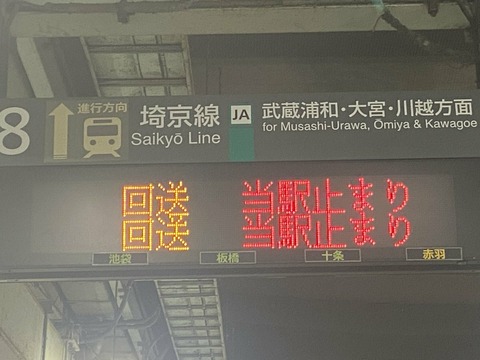 8
進行方向
埼京線
Saikyō Line
JA
武蔵浦和・大宮・川越方面
for Musashi-Urawa, Ōmiya & Kawagoe
回送 当駅止まり
回送 当駅止まり
池袋 板橋 十条 赤羽